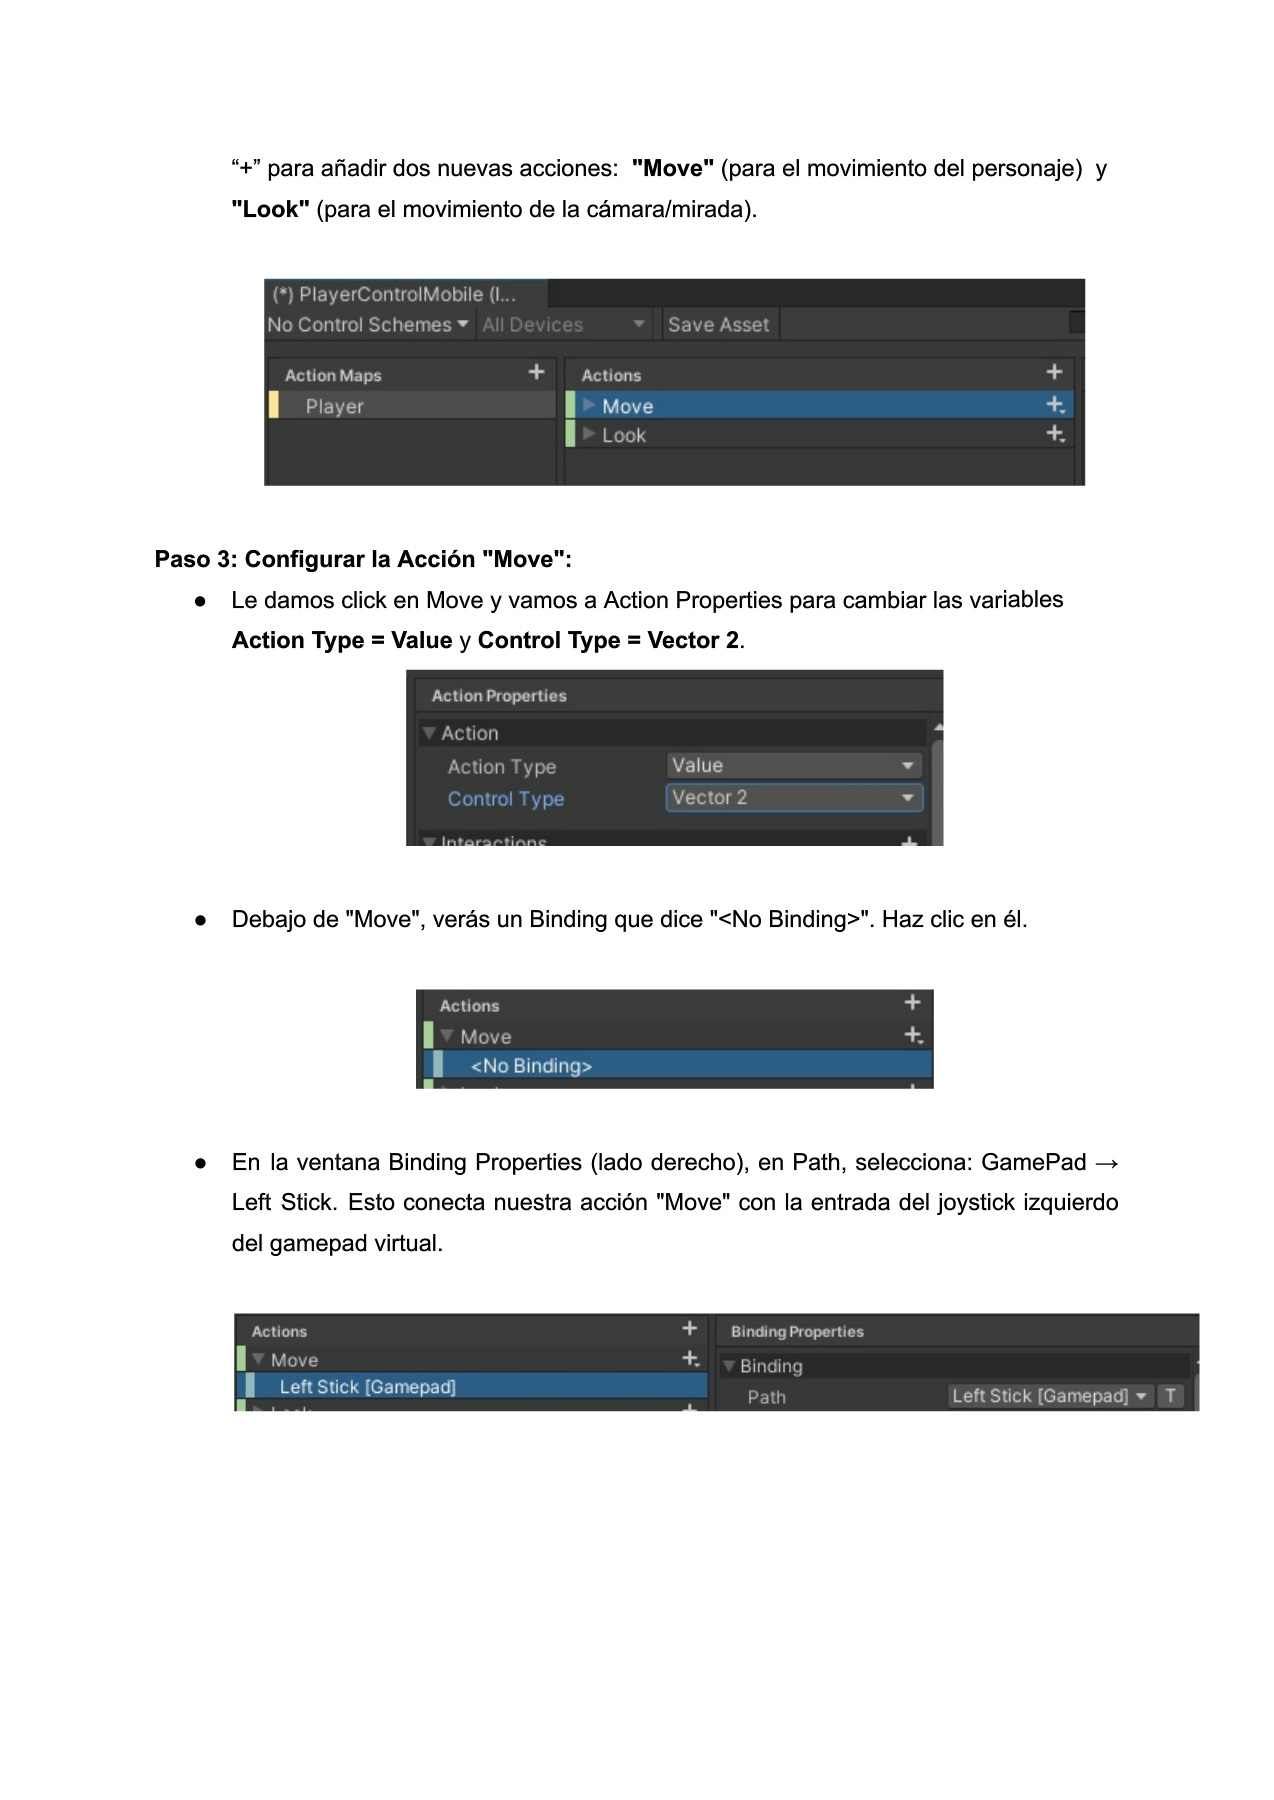 “+” para añadir dos nuevas acciones: "Move" (para el movimiento del personaje) y
"Look" (para el movimiento de la cámara/mirada).
(*) PlayerControlMobile (I...
No Control Schemes All Devices Save Asset
Action Maps + Actions +
Player Move +
Look +
Paso 3: Configurar la Acción "Move":
● Le damos click en Move y vamos a Action Properties para cambiar las variables
Action Type = Value y Control Type = Vector 2.
Action Properties
Action
Action Type Value
Control Type Vector 2
Interactions +
● Debajo de "Move", verás un Binding que dice "<No Binding>". Haz clic en él.
Actions +
Move +
<No Binding>
● En la ventana Binding Properties (lado derecho), en Path, selecciona: GamePad →
Left Stick. Esto conecta nuestra acción "Move" con la entrada del joystick izquierdo
del gamepad virtual.
Actions + Binding Properties
Move + Binding
Left Stick [Gamepad]
Path Left Stick [Gamepad] T